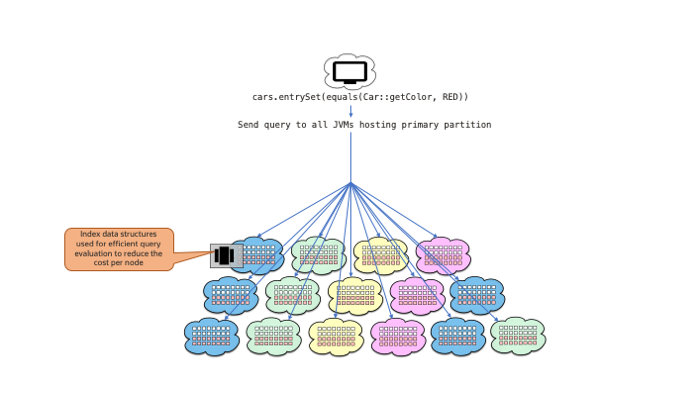 cars.entrySet(equals(Car::getColor, RED))
Send query to all JVMs hosting primary partition
Index data structures
used for efficient query
evaluation to reduce the
cost per node